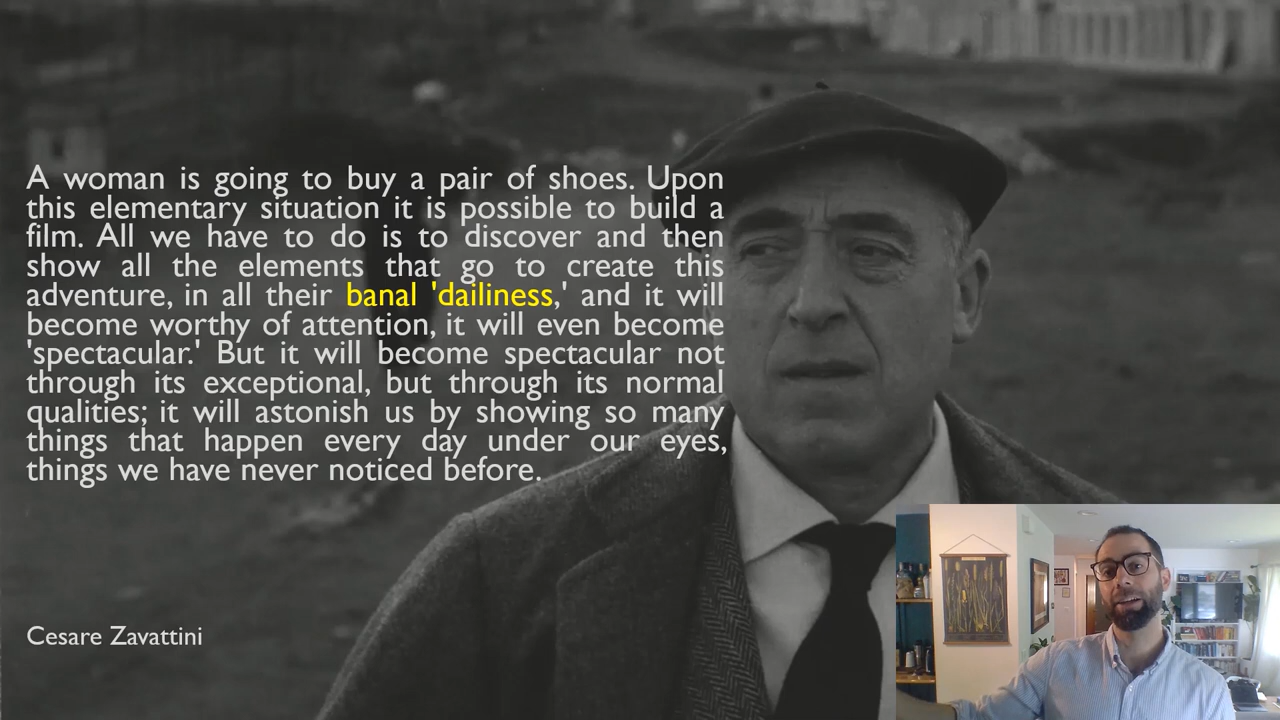 A woman is going to buy a pair of shoes. Upon
this elementary situation it is possible to build a
film. All we have to do is to discover and then
show all the elements that go to create this
adventure, in all their banal 'dailiness,' and it will
become worthy of attention, it will even become
'spectacular.' But it will become spectacular not
through its exceptional, but through its normal
qualities; it will astonish us by showing so many
things that happen every day under our eyes,
things we have never noticed before.
Cesare Zavattini